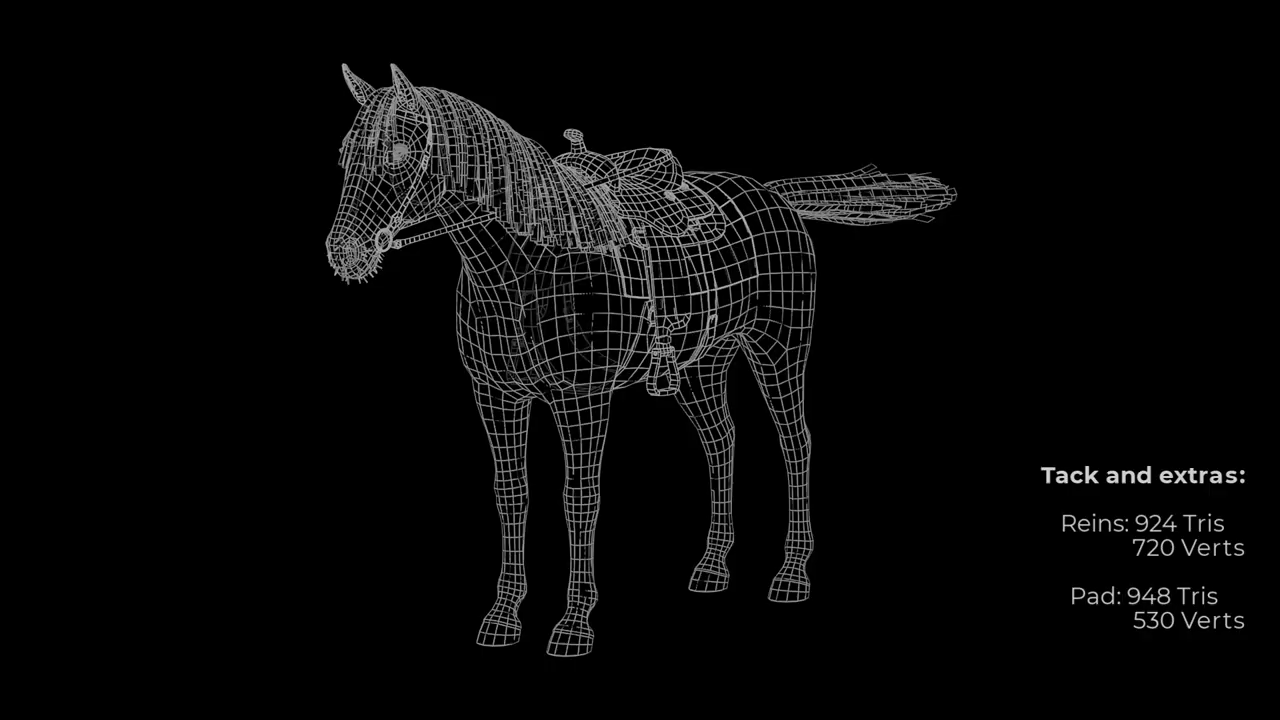 Tack and extras:
Reins: 924 Tris
720 Verts
Pad: 948 Tris
530 Verts